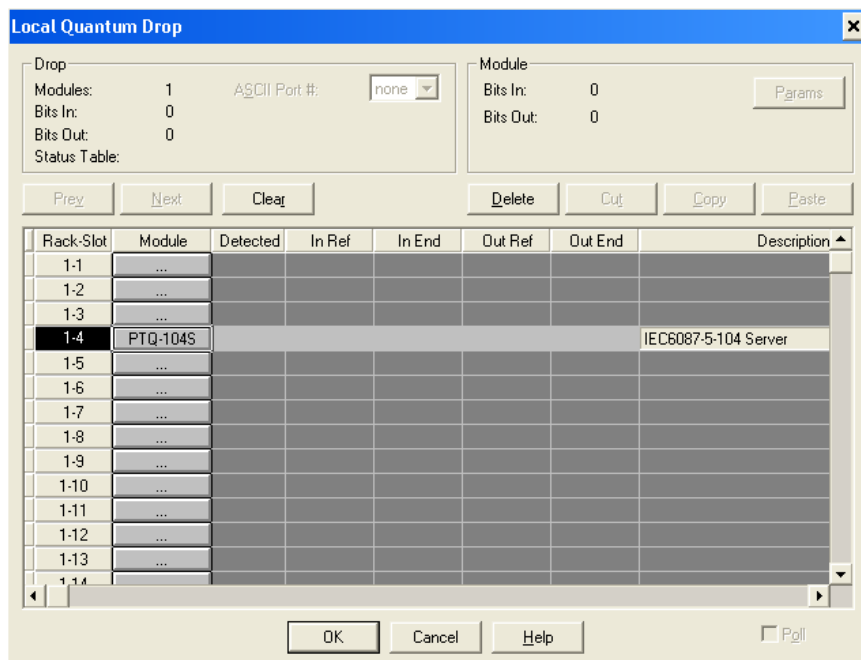 Local Quantum Drop
Drop
Modules: 1 ASCII Port #: none
Bits In: 0
Bits Out: 0
Status Table:
Module
Bits In: 0 Params
Bits Out: 0
Prev Next Clear Delete Cut Copy Paste
Rack-Slot Module Detected In Ref In End Out Ref Out End Description
1-1 ...
1-2 ...
1-3 ...
1-4 PTQ-104S IEC6087-5-104 Server
1-5 ...
1-6 ...
1-7 ...
1-8 ...
1-9 ...
1-10 ...
1-11 ...
1-12 ...
1-13 ...
1-14 ...
OK Cancel Help Poll